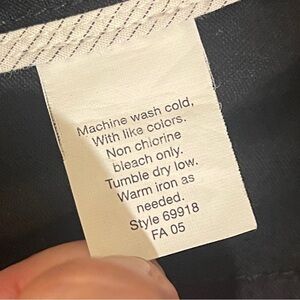 Machine wash cold,
With like colors.
Non chlorine
bleach only.
Tumble dry low.
Warm iron as
needed.
Style 69918
FA 05